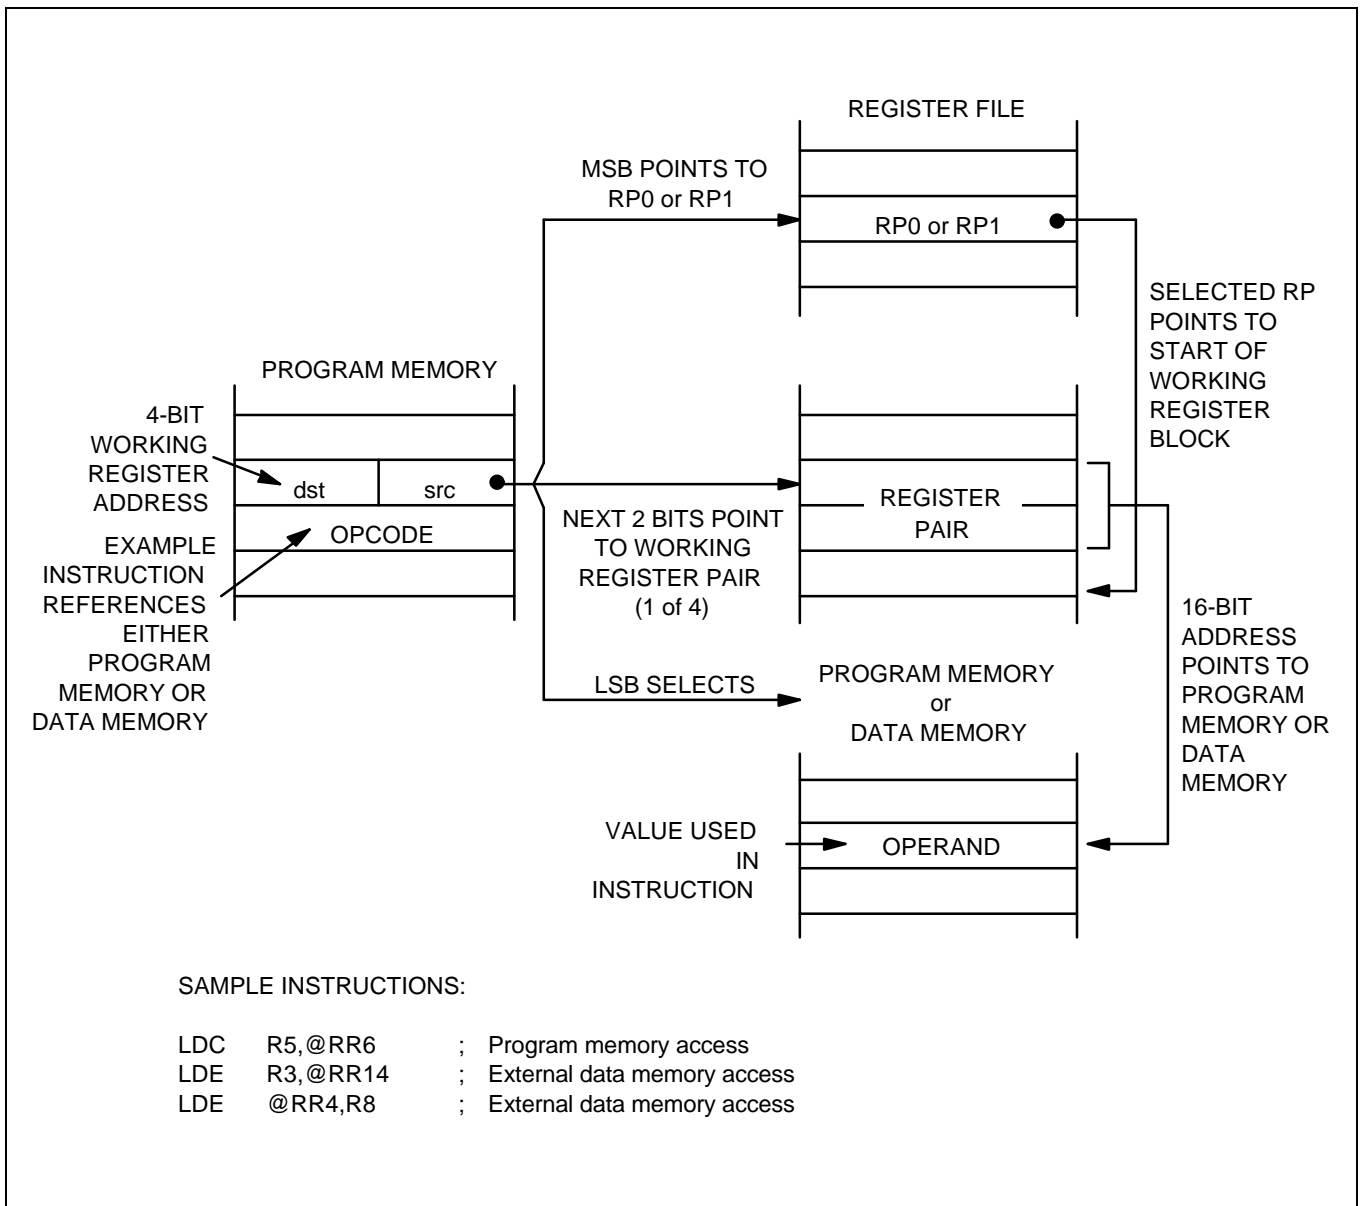 REGISTER FILE
MSB POINTS TO
RP0 or RP1
RP0 or RP1
SELECTED RP
POINTS TO
START OF
WORKING
REGISTER
BLOCK
PROGRAM MEMORY
4-BIT
WORKING
REGISTER
ADDRESS
dst
src
OPCODE
EXAMPLE
INSTRUCTION
REFERENCES
EITHER
PROGRAM
MEMORY OR
DATA MEMORY
NEXT 2 BITS POINT
TO WORKING
REGISTER PAIR
(1 of 4)
REGISTER
PAIR
LSB SELECTS
PROGRAM MEMORY
or
DATA MEMORY
16-BIT
ADDRESS
POINTS TO
PROGRAM
MEMORY OR
DATA
MEMORY
VALUE USED
IN
INSTRUCTION
OPERAND
SAMPLE INSTRUCTIONS:
LDC R5,@RR6 ; Program memory access
LDE R3,@RR14 ; External data memory access
LDE @RR4,R8 ; External data memory access